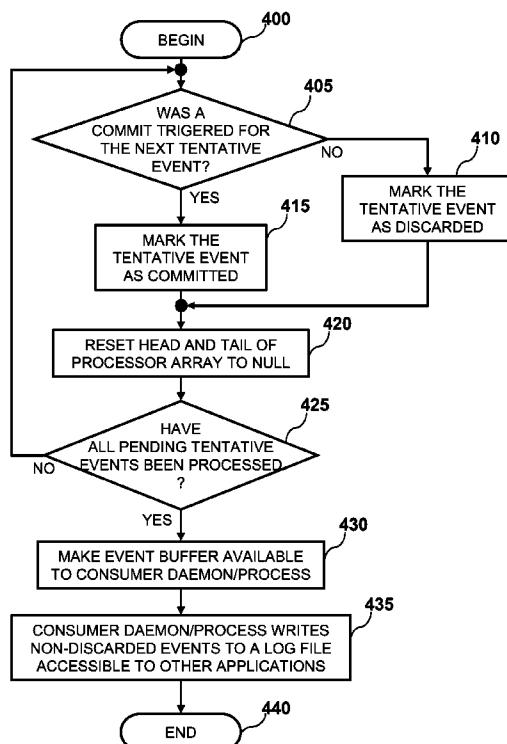 BEGIN
400
405
WAS A
COMMIT TRIGERED FOR
THE NEXT TENTATIVE
EVENT?
NO
YES
410
MARK THE
TENTATIVE EVENT
AS DISCARDED
415
MARK THE
TENTATIVE EVENT
AS COMMITTED
420
RESET HEAD AND TAIL OF
PROCESSOR ARRAY TO NULL
425
HAVE
ALL PENDING TENTATIVE
EVENTS BEEN PROCESSED
?
NO
YES
430
MAKE EVENT BUFFER AVAILABLE
TO CONSUMER DAEMON/PROCESS
435
CONSUMER DAEMON/PROCESS WRITES
NON-DISCARDED EVENTS TO A LOG FILE
ACCESSIBLE TO OTHER APPLICATIONS
END
440